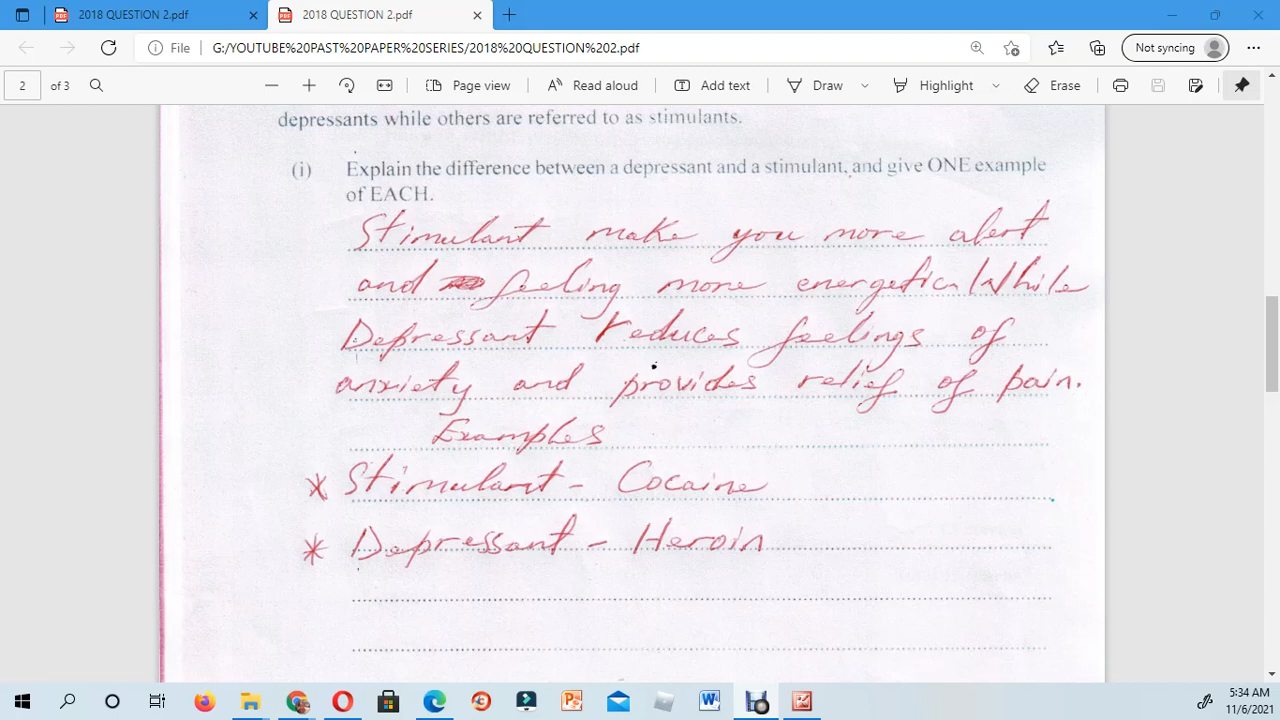 2018 QUESTION 2.pdf
2018 QUESTION 2.pdf
File
G:/YOUTUBE%20PAST%20PAPER%20SERIES/2018%20QUESTION%202.pdf
Not syncing
2 of 3
Page view
Read aloud
Add text
Draw
Highlight
Erase
depressants while others are referred to as stimulants.
(i) Explain the difference between a depressant and a stimulant, and give ONE example
of EACH.
Stimulant make you more alert
and feeling more energetic While
Depressant reduces feelings of
anxiety and provides relief of pain.
Examples
* Stimulant - Cocaine
* Depressant - Heroin
5:34 AM
11/6/2021